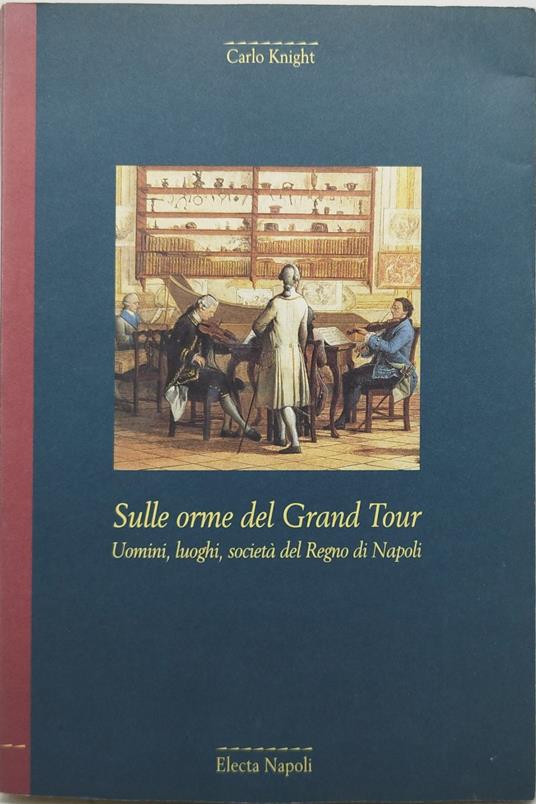 Carlo Knight
Sulle orme del Grand Tour
Uomini, luoghi, società del Regno di Napoli
Electa Napoli